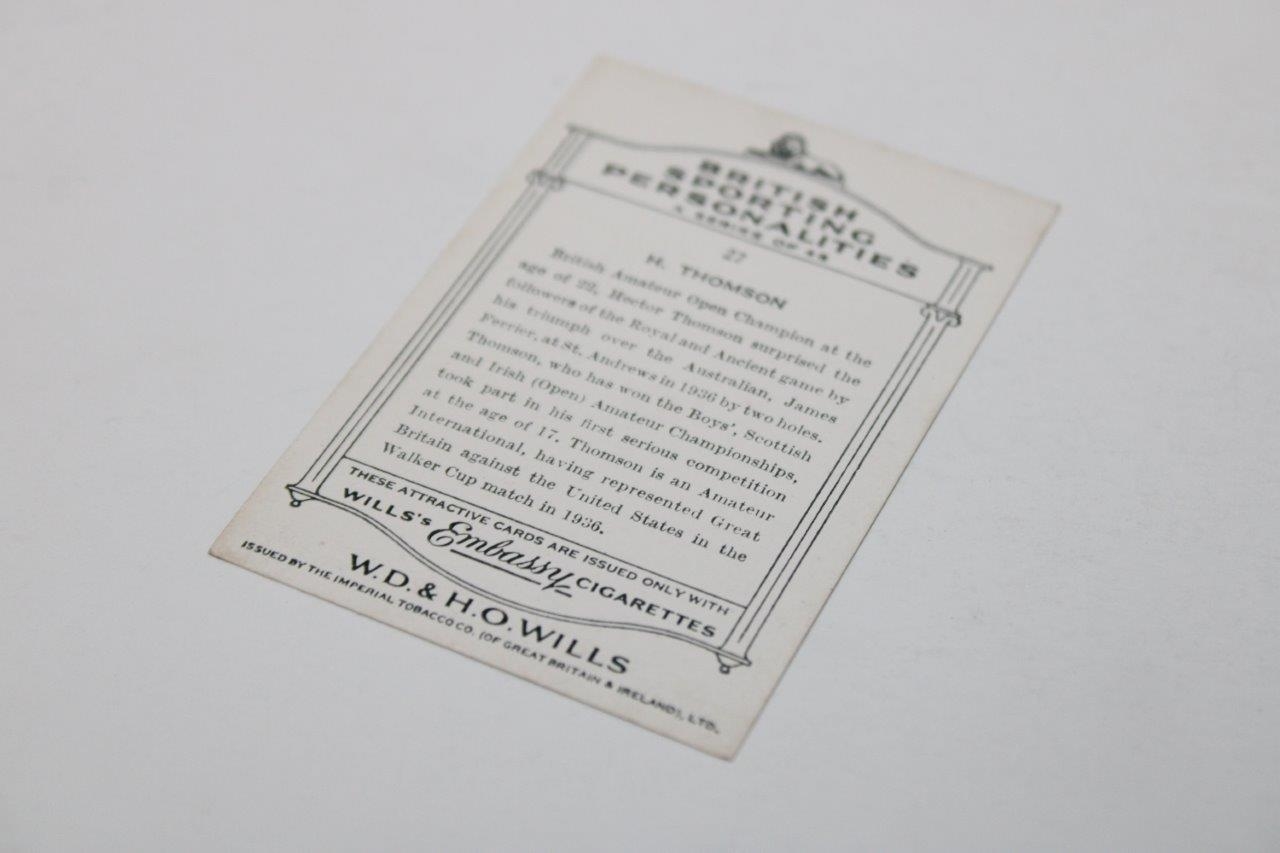 BRITISH
SPORTING
PERSONALITIES
A SERIES OF 48
27
H. THOMSON
British Amateur Open Champion at the
age of 22, Hector Thomson surprised the
followers of the Royal and Ancient game by
his triumph over the Australian, James
Ferrier, at St. Andrews in 1936 by two holes.
Thomson, who has won the Boys', Scottish
and Irish (Open) Amateur Championships,
took part in his first serious competition
at the age of 17. Thomson is an Amateur
International, having represented Great
Britain against the United States in the
Walker Cup match in 1936.
THESE ATTRACTIVE CARDS ARE ISSUED ONLY WITH
WILLS'S Embassy CIGARETTES
W.D. & H.O. WILLS
ISSUED BY THE IMPERIAL TOBACCO CO. (OF GREAT BRITAIN & IRELAND), LTD.